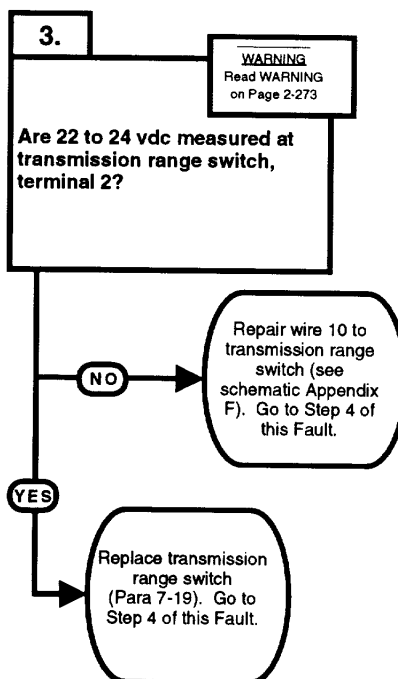 3.
WARNING
Read WARNING
on Page 2-273
Are 22 to 24 vdc measured at
transmission range switch,
terminal 2?
Repair wire 10 to
transmission range
switch (see
schematic Appendix
F). Go to Step 4 of
this Fault.
NO
YES
Replace transmission
range switch
(Para 7-19). Go to
Step 4 of this Fault.